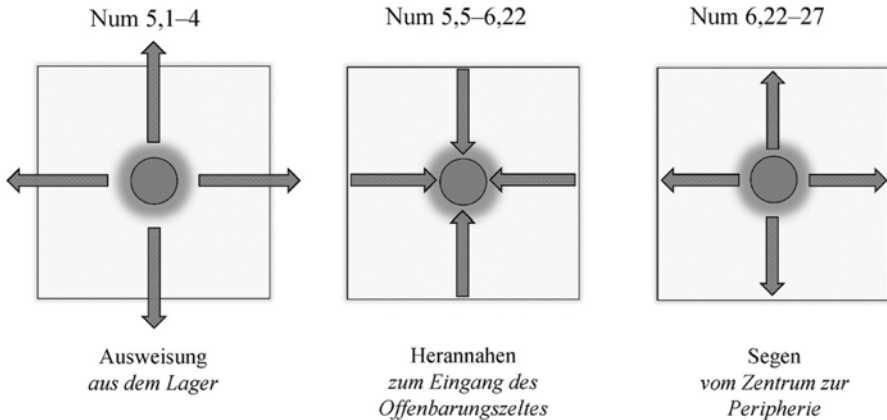 Num 5,1–4
Num 5,5–6,22
Num 6,22–27
Ausweisung
aus dem Lager
Herannahen
zum Eingang des
Offenbarungszeltes
Segen
vom Zentrum zur
Peripherie